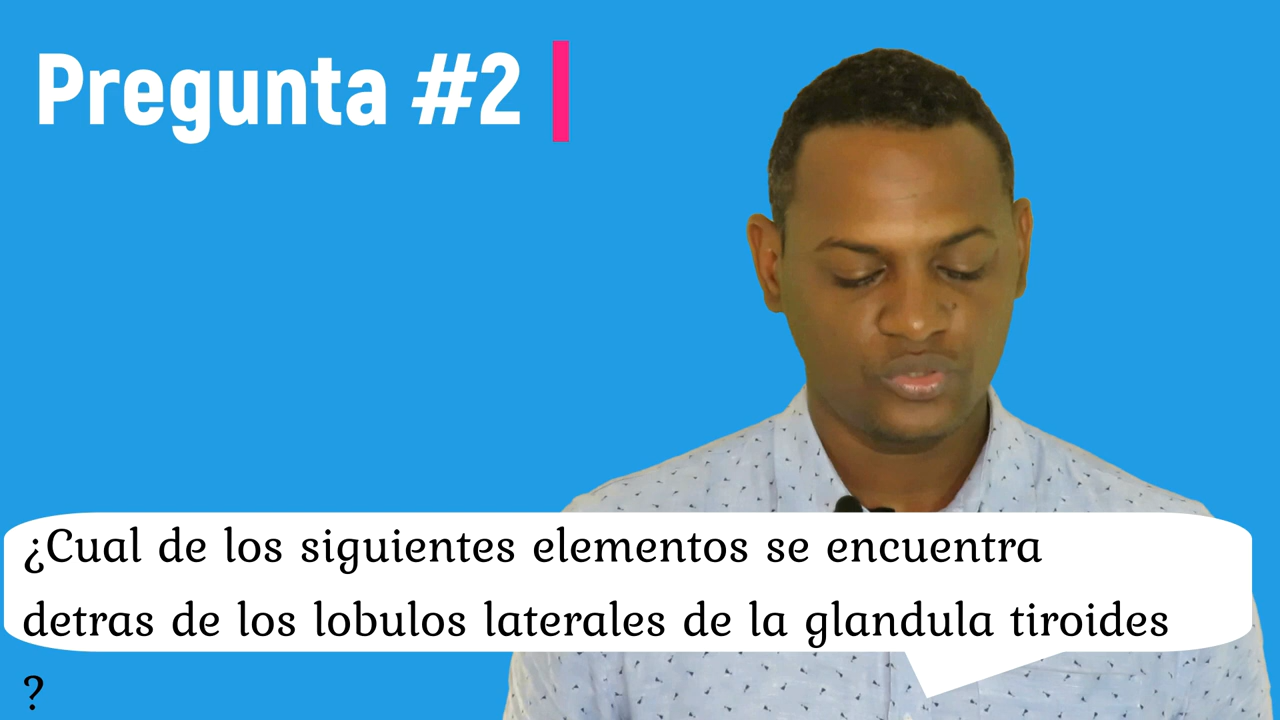 Pregunta #2
¿Cual de los siguientes elementos se encuentra
detras de los lobulos laterales de la glandula tiroides
?